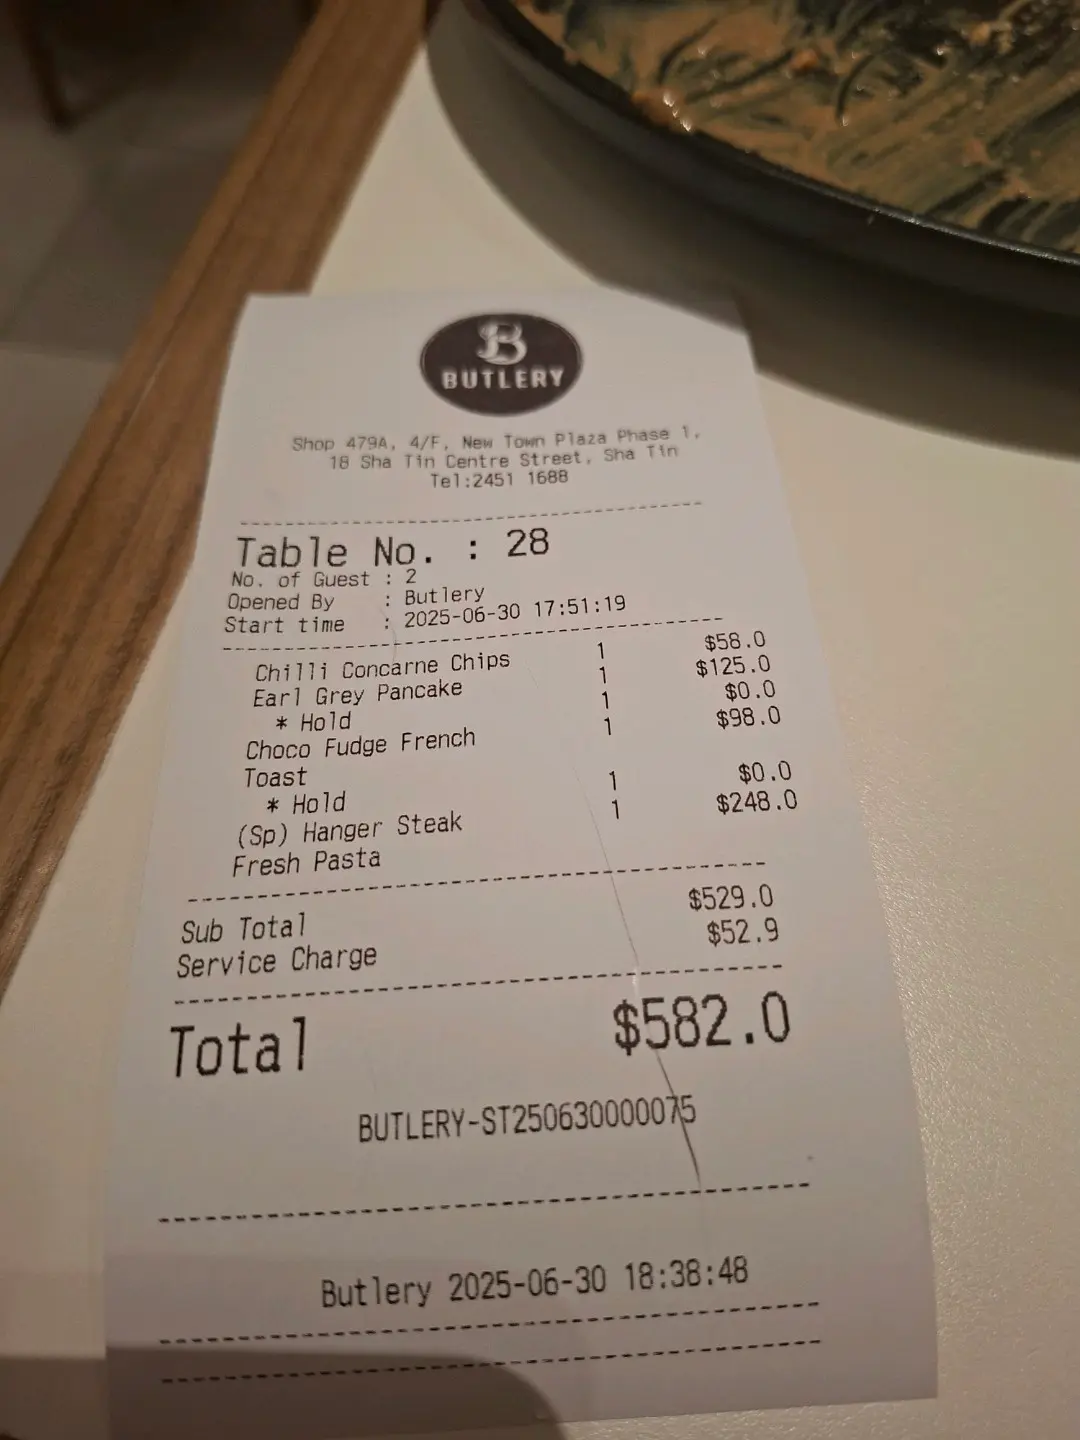 B
BUTLERY
Shop 479A, 4/F, New Town Plaza Phase 1,
18 Sha Tin Centre Street, Sha Tin
Tel:2451 1688
Table No. : 28
No. of Guest : 2
Opened By : Butlery
Start time : 2025-06-30 17:51:19
Chilli Concarne Chips 1 $58.0
Earl Grey Pancake 1 $125.0
* Hold 1 $0.0
Choco Fudge French 1 $98.0
Toast
* Hold 1 $0.0
(Sp) Hanger Steak 1 $248.0
Fresh Pasta
Sub Total $529.0
Service Charge $52.9
Total $582.0
BUTLERY-ST250630000075
Butlery 2025-06-30 18:38:48